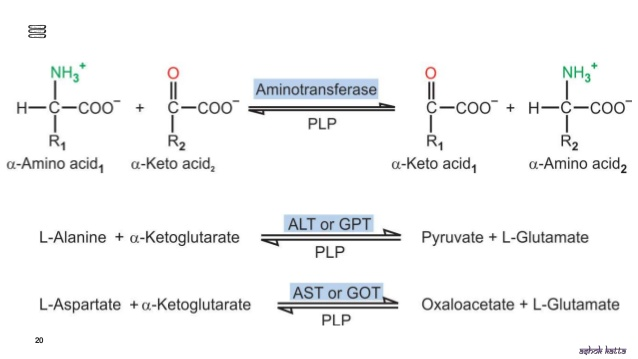 NH₃⁺ O O NH₃⁺
Aminotransferase
H—C—COO⁻ + C—COO⁻ C—COO⁻ + H—C—COO⁻
PLP
R₁ R₂ R₁ R₂
α-Amino acid₁ α-Keto acid₂ α-Keto acid₁ α-Amino acid₂
ALT or GPT
L-Alanine + α-Ketoglutarate Pyruvate + L-Glutamate
PLP
AST or GOT
L-Aspartate + α-Ketoglutarate Oxaloacetate + L-Glutamate
PLP
20
ashok katta